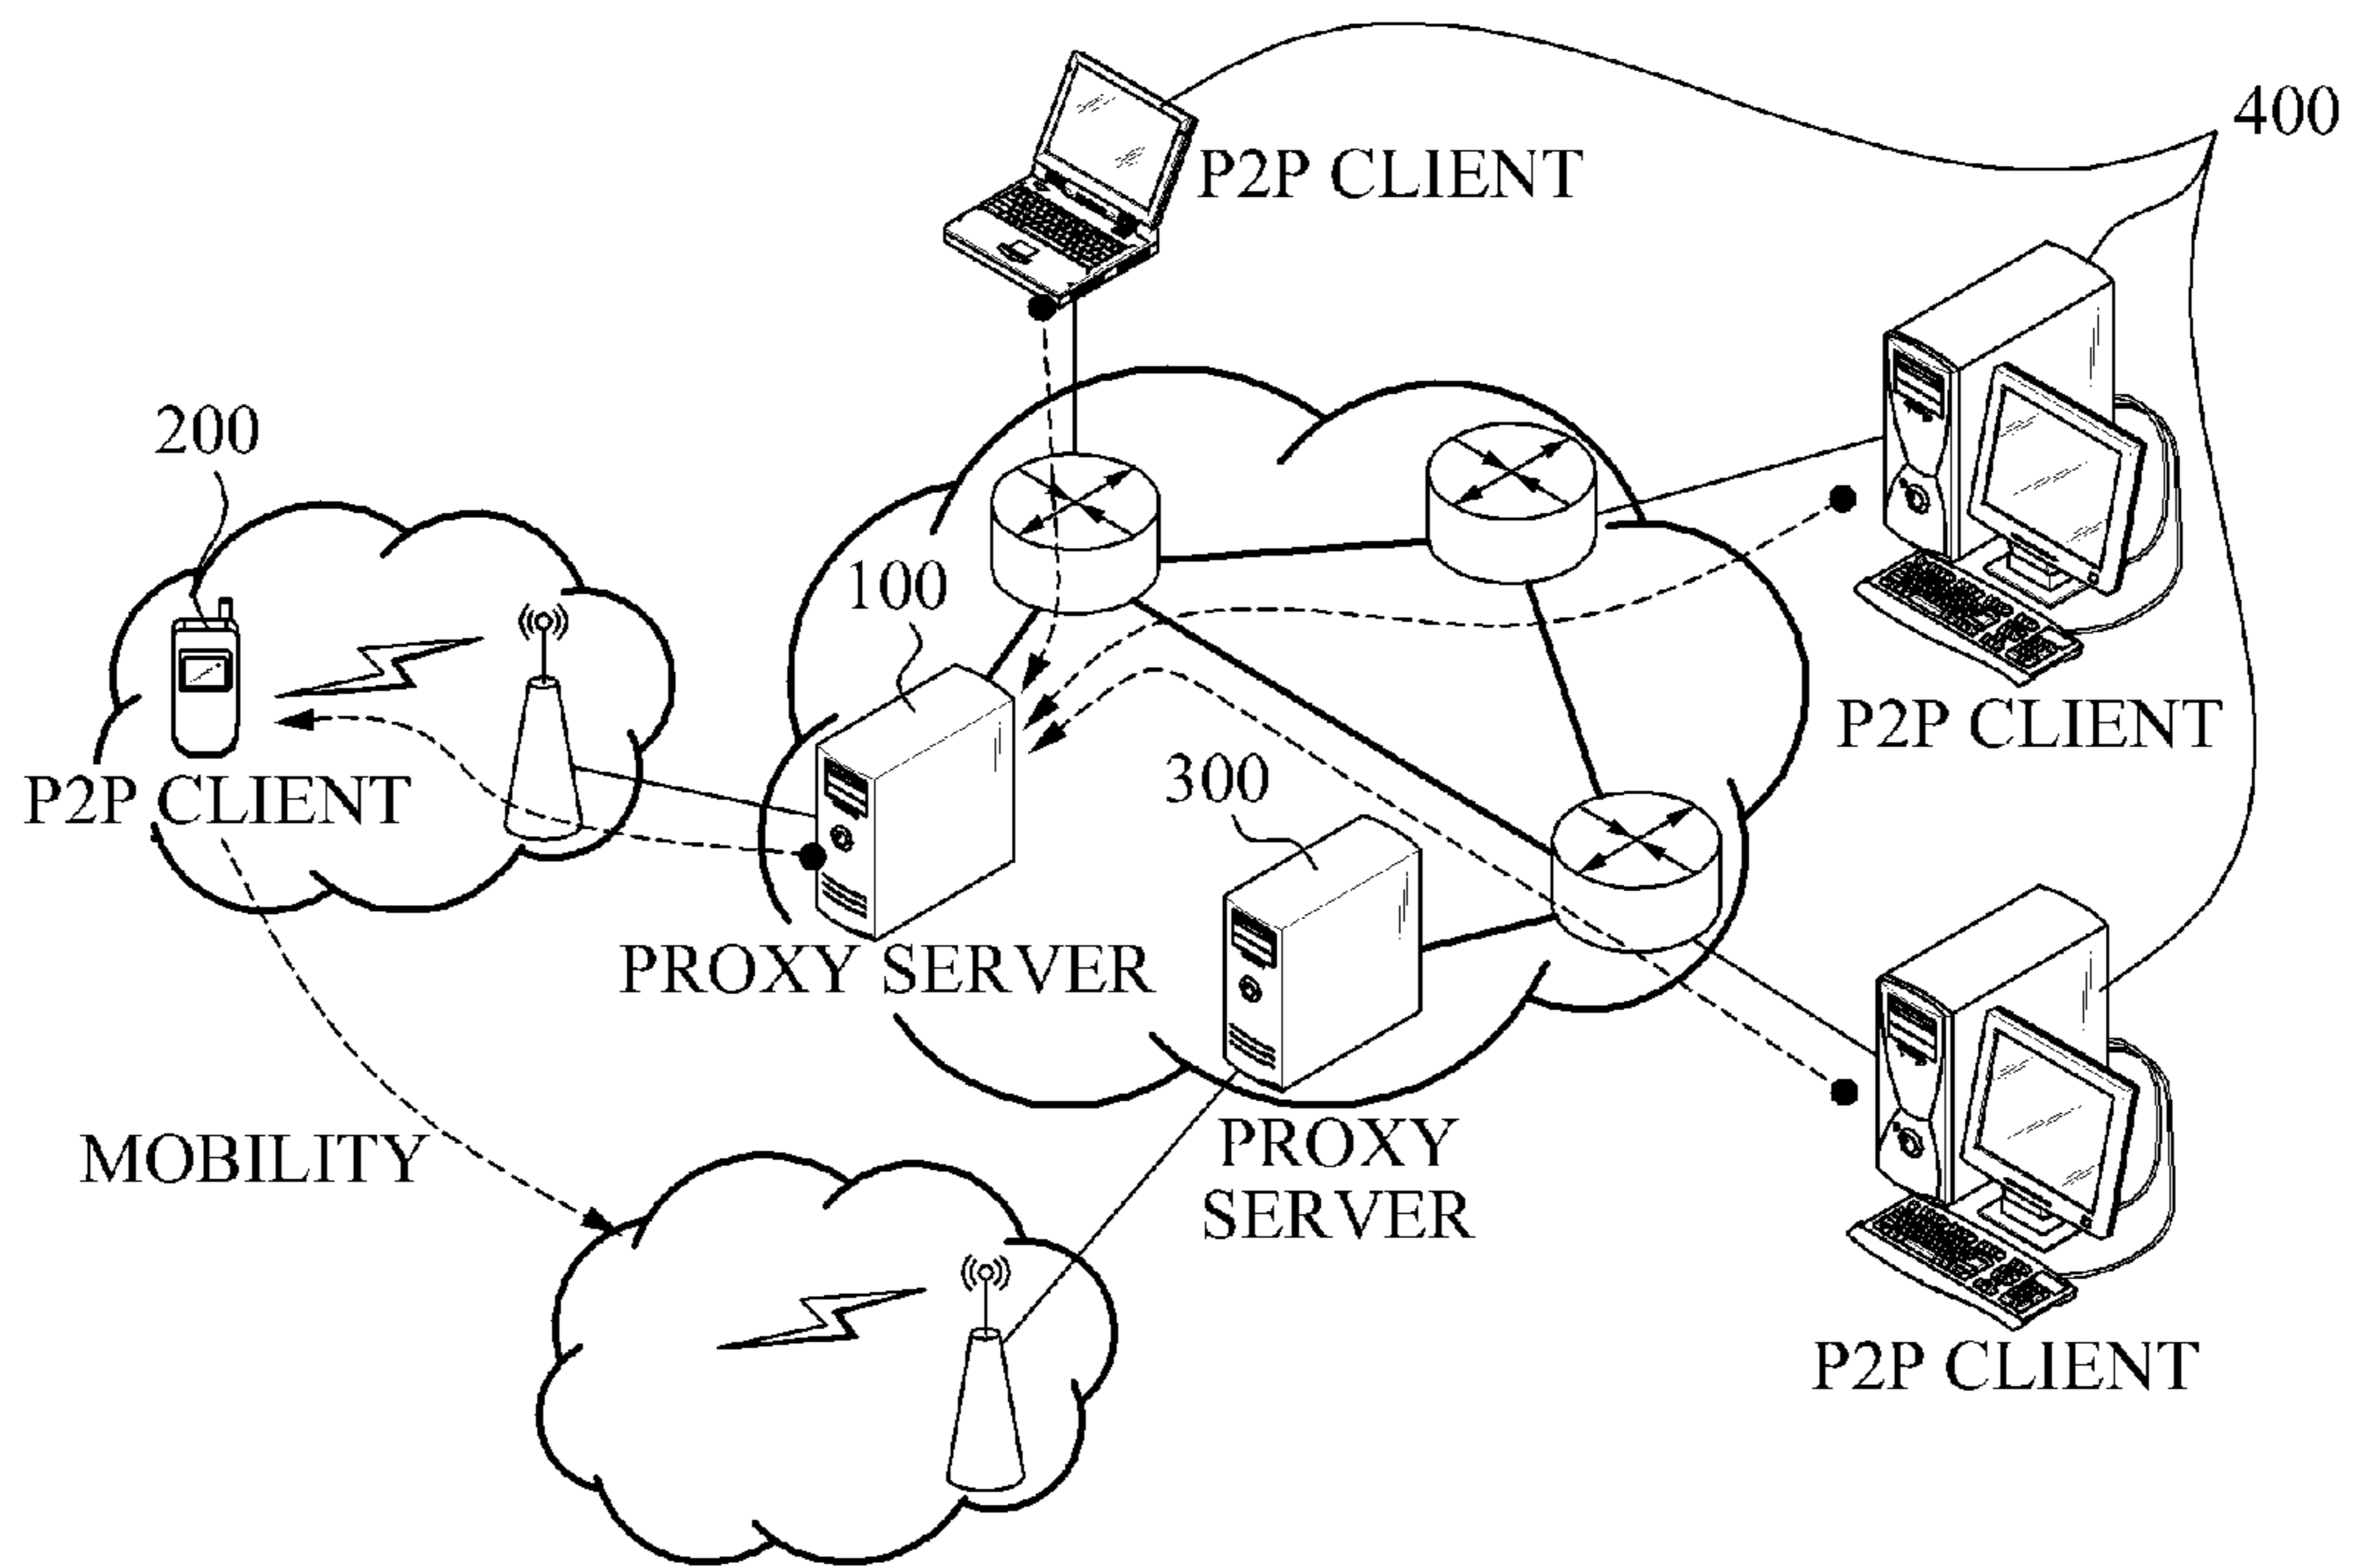 400
P2P CLIENT
200
100
P2P CLIENT
300
P2P CLIENT
PROXY SERVER
MOBILITY
PROXY
SERVER
P2P CLIENT